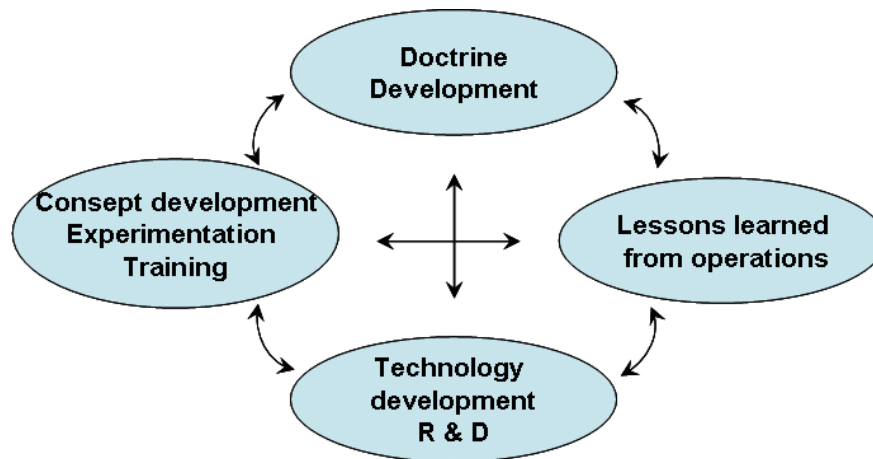 Doctrine
Development
Consept development
Experimentation
Training
Lessons learned
from operations
Technology
development
R & D